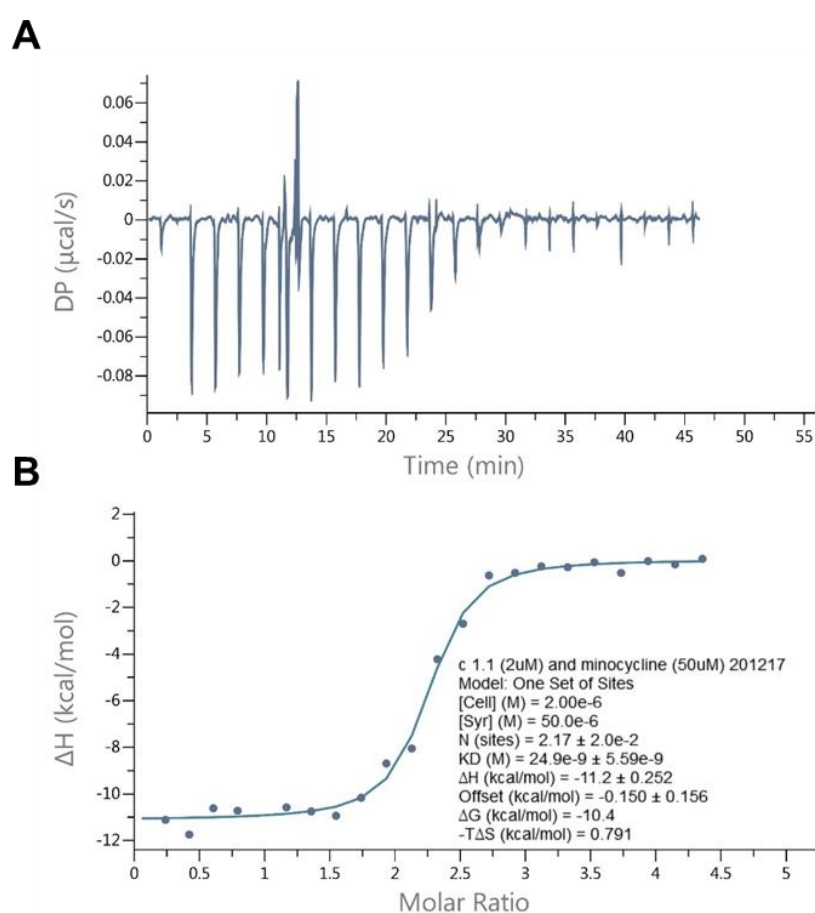 A
0.06
0.04
0.02
0
-0.02
-0.04
-0.06
-0.08
DP (µcal/s)
0 5 10 15 20 25 30 35 40 45 50 55
Time (min)
B
2
0
-2
-4
-6
-8
-10
-12
ΔH (kcal/mol)
c 1.1 (2uM) and minocycline (50uM) 201217
Model: One Set of Sites
[Cell] (M) = 2.00e-6
[Syr] (M) = 50.0e-6
N (sites) = 2.17 ± 2.0e-2
KD (M) = 24.9e-9 ± 5.59e-9
ΔH (kcal/mol) = -11.2 ± 0.252
Offset (kcal/mol) = -0.150 ± 0.156
ΔG (kcal/mol) = -10.4
-TΔS (kcal/mol) = 0.791
0 0.5 1 1.5 2 2.5 3 3.5 4 4.5 5
Molar Ratio